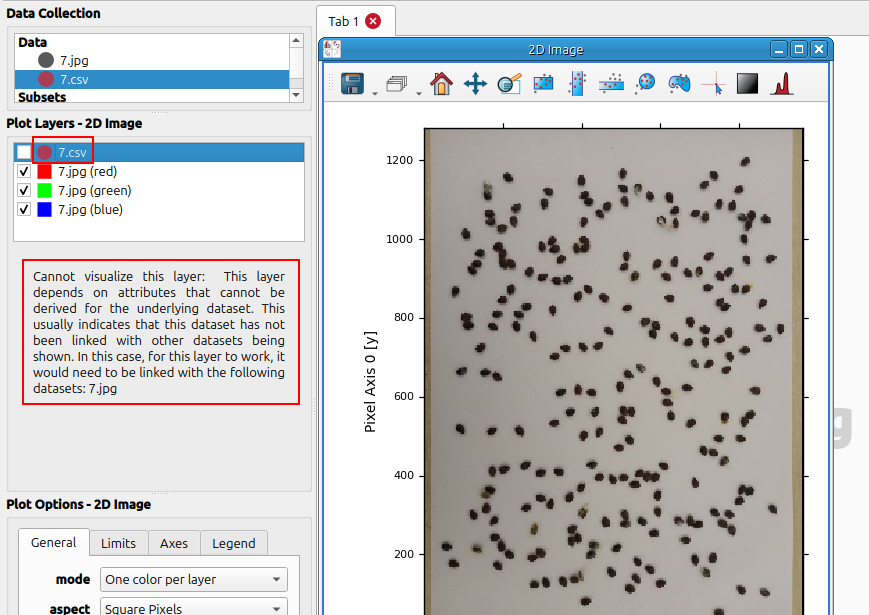 Data Collection
Data
7.jpg
7.csv
Subsets
Plot Layers - 2D Image
7.csv
7.jpg (red)
7.jpg (green)
7.jpg (blue)
Cannot visualize this layer: This layer
depends on attributes that cannot be
derived for the underlying dataset. This
usually indicates that this dataset has not
been linked with other datasets being
shown. In this case, for this layer to work, it
would need to be linked with the following
datasets: 7.jpg
Plot Options - 2D Image
General Limits Axes Legend
mode One color per layer
aspect Square Pixels
Tab 1
2D Image
1200
1000
800
600
400
200
Pixel Axis 0 [y]
g